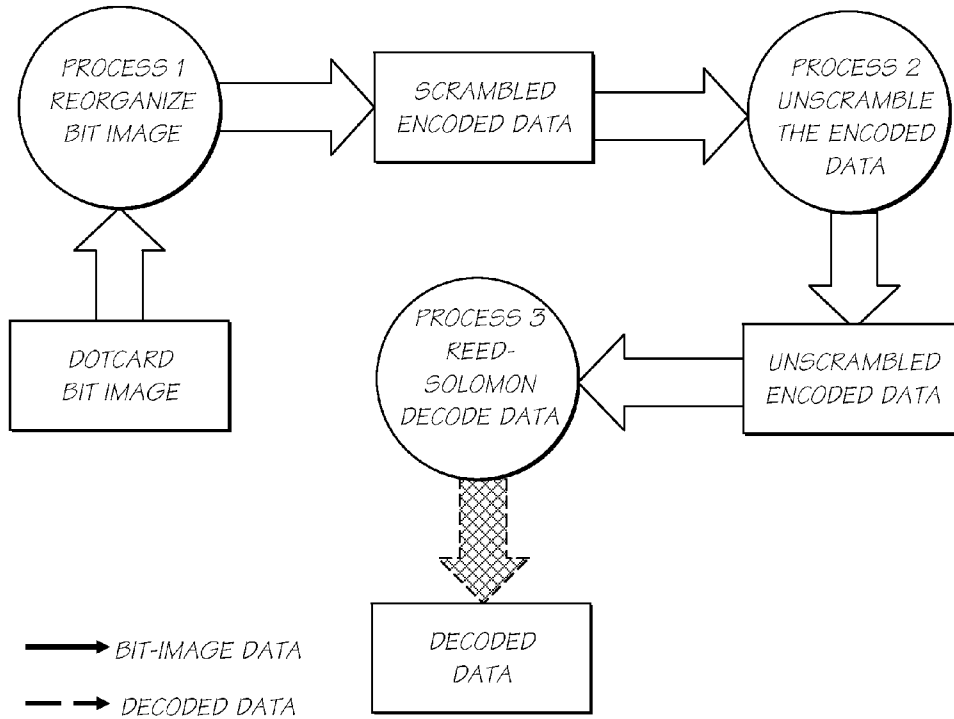 PROCESS 1
REORGANIZE
BIT IMAGE
SCRAMBLED
ENCODED DATA
PROCESS 2
UNSCRAMBLE
THE ENCODED
DATA
DOTCARD
BIT IMAGE
PROCESS 3
REED-
SOLOMON
DECODE DATA
UNSCRAMBLED
ENCODED DATA
DECODED
DATA
BIT-IMAGE DATA
DECODED DATA